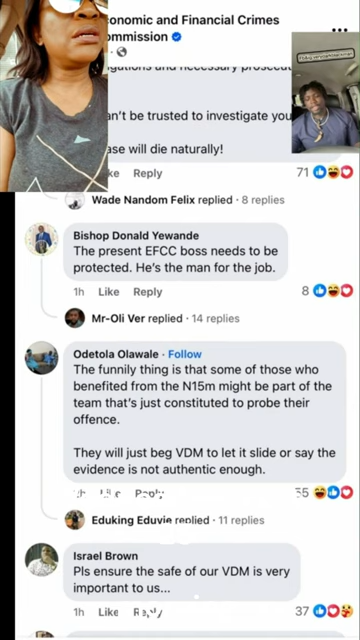 onomic and Financial Crimes
ommission
an't be trusted to investigate you
ase will die naturally!
ke Reply 71
Wade Nandom Felix replied · 8 replies
Bishop Donald Yewande
The present EFCC boss needs to be
protected. He's the man for the job.
1h Like Reply 8
Mr-Oli Ver replied · 14 replies
Odetola Olawale · Follow
The funnily thing is that some of those who
benefited from the N15m might be part of the
team that's just constituted to probe their
offence.
They will just beg VDM to let it slide or say the
evidence is not authentic enough.
Eduking Eduvie replied · 11 replies
Israel Brown
Pls ensure the safe of our VDM is very
important to us...
1h Like 37